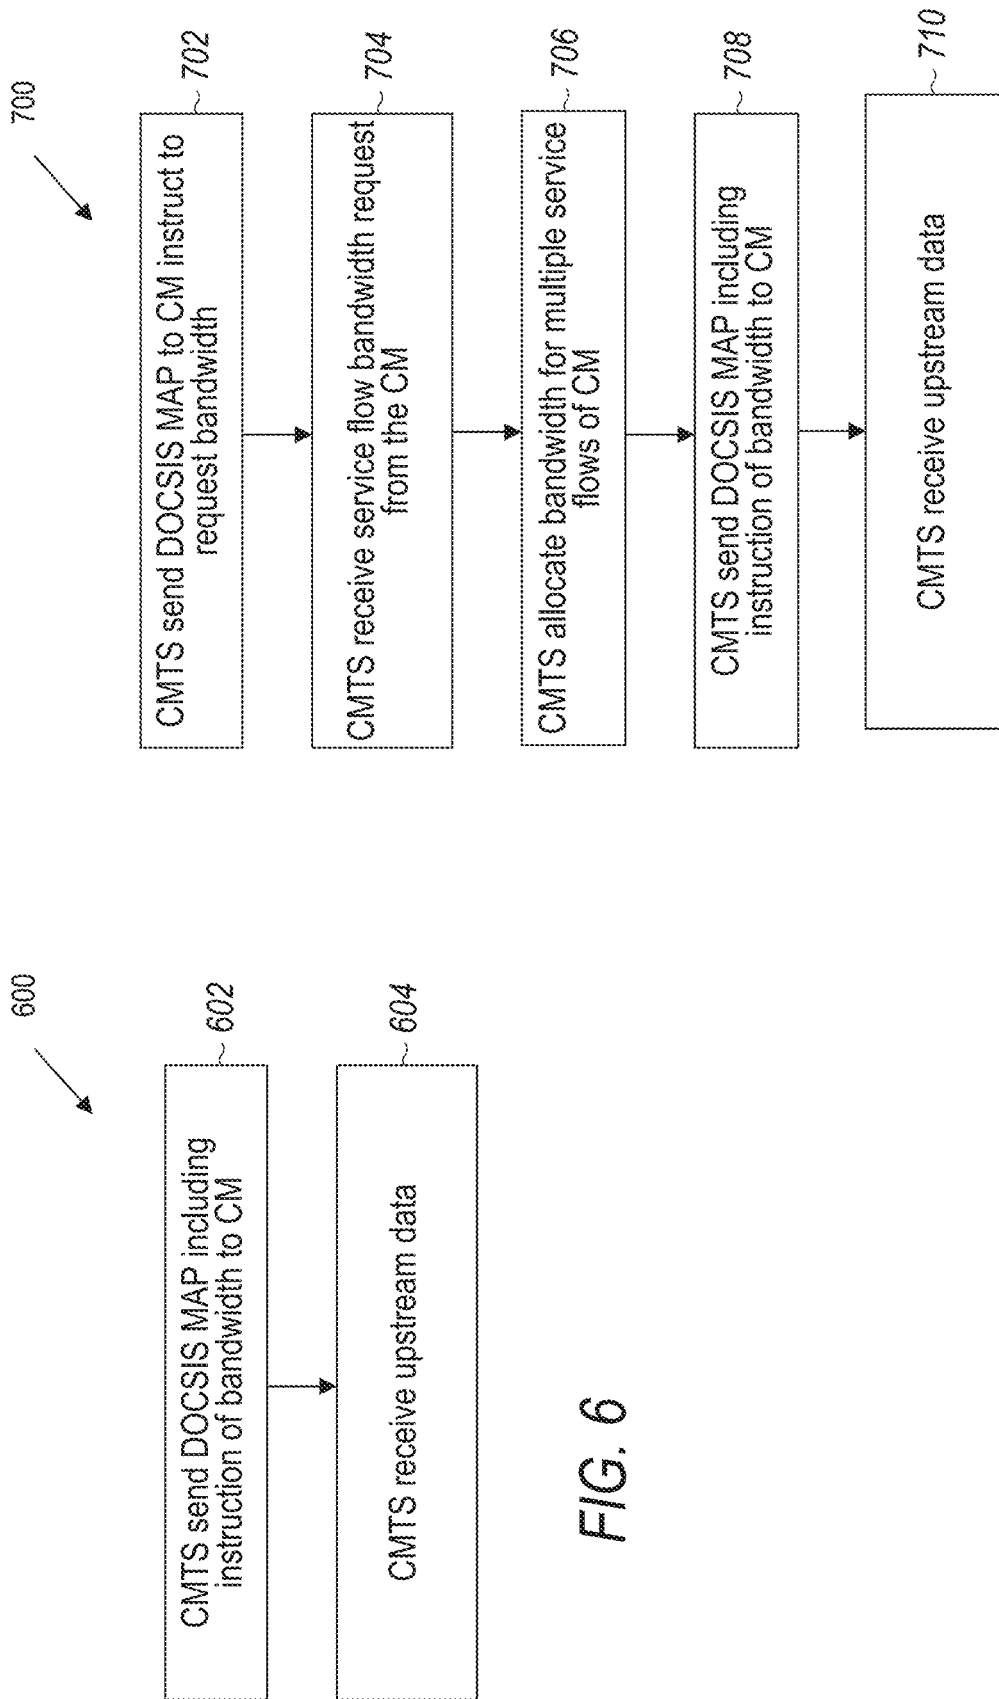 600
CMTS send DOCSIS MAP including
instruction of bandwidth to CM
602
CMTS receive upstream data
604
FIG. 6
700
CMTS send DOCSIS MAP to CM instruct to
request bandwidth
702
CMTS receive service flow bandwidth request
from the CM
704
CMTS allocate bandwidth for multiple service
flows of CM
706
CMTS send DOCSIS MAP including
instruction of bandwidth to CM
708
CMTS receive upstream data
710